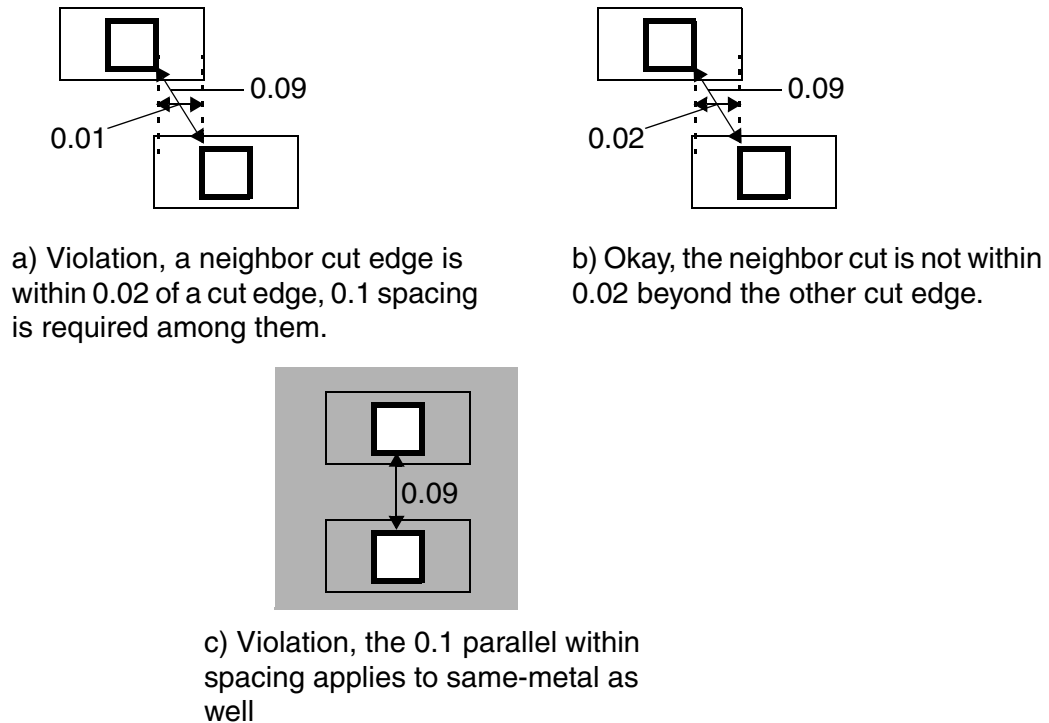 0.09
0.01
0.09
0.02
a) Violation, a neighbor cut edge is
within 0.02 of a cut edge, 0.1 spacing
is required among them.
b) Okay, the neighbor cut is not within
0.02 beyond the other cut edge.
0.09
c) Violation, the 0.1 parallel within
spacing applies to same-metal as
well